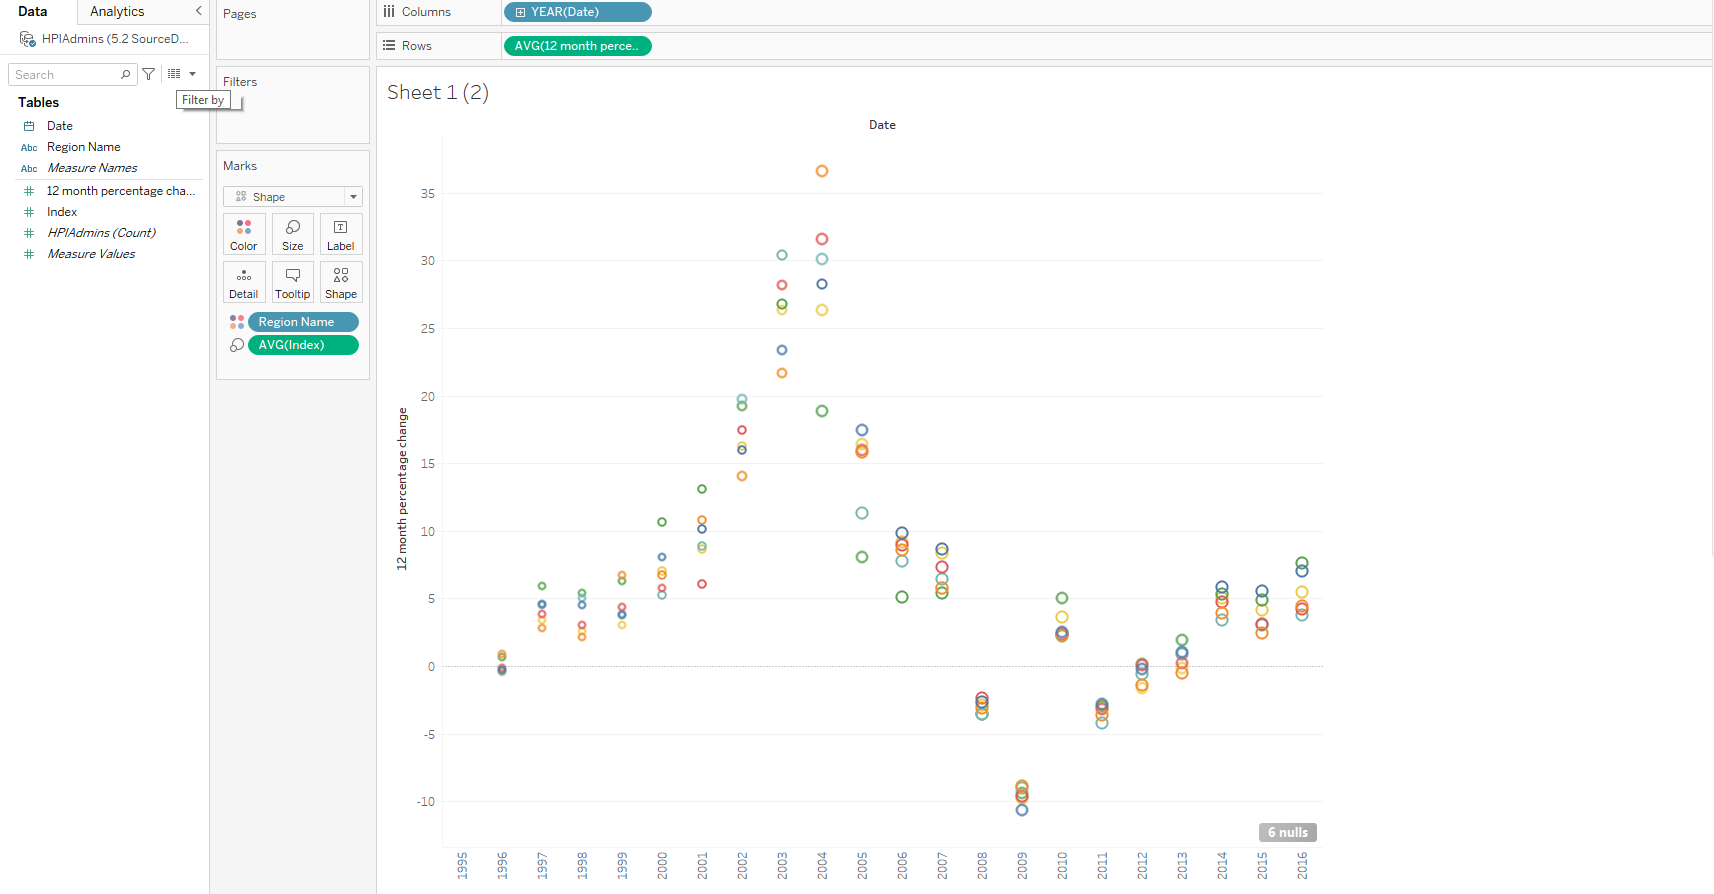 Data
Analytics
HPIAdmins (5.2 SourceD...
Search
Filter by
Tables
Date
Abc Region Name
Abc Measure Names
12 month percentage cha...
Index
HPIAdmins (Count)
Measure Values
Pages
Filters
Marks
Shape
Color
Size
Label
Detail
Tooltip
Shape
Region Name
AVG(Index)
Columns
YEAR(Date)
Rows
AVG(12 month perce..
Sheet 1 (2)
Date
12 month percentage change
35
30
25
20
15
10
5
0
-5
-10
6 nulls
1995
1996
1997
1998
1999
2000
2001
2002
2003
2004
2005
2006
2007
2008
2009
2010
2011
2012
2013
2014
2015
2016